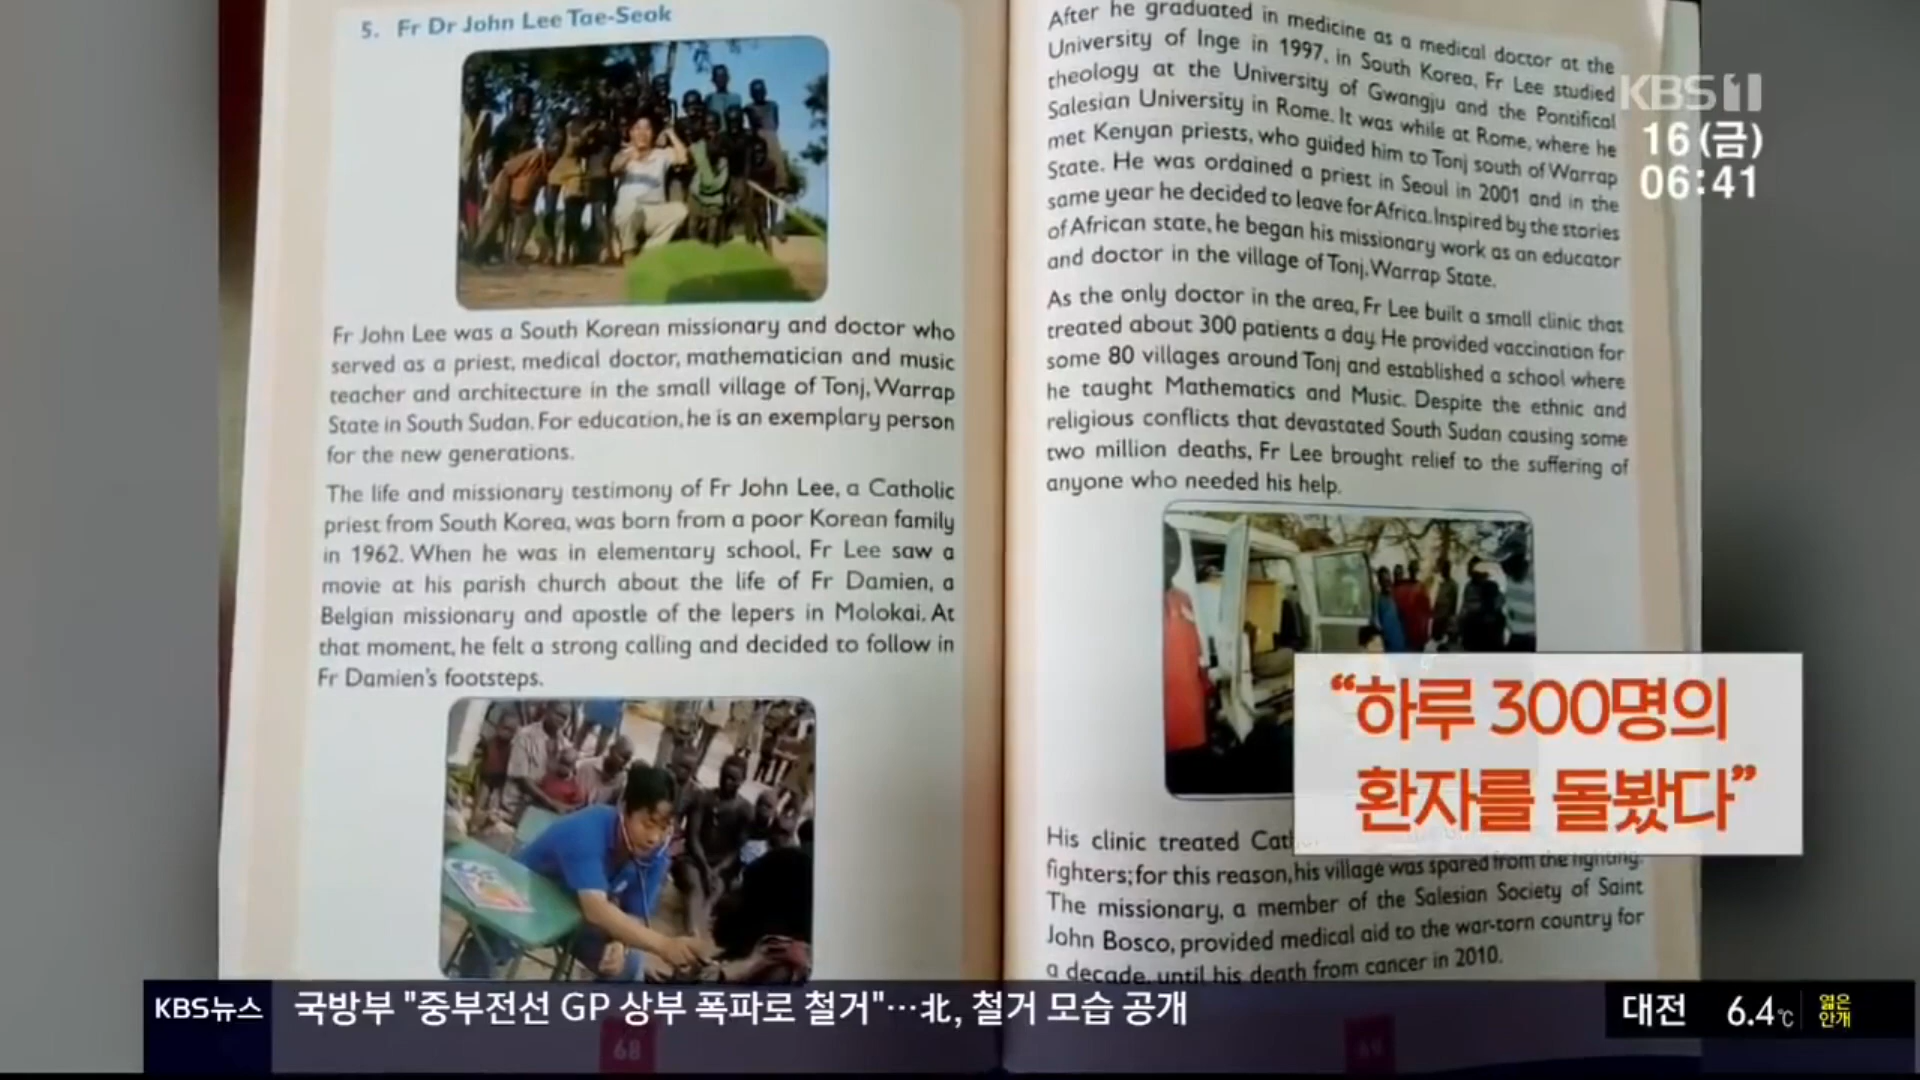 5. Fr Dr John Lee Tae-Seok
Fr John Lee was a South Korean missionary and doctor who
served as a priest, medical doctor, mathematician and music
teacher and architecture in the small village of Tonj, Warrap
State in South Sudan. For education, he is an exemplary person
for the new generations.
The life and missionary testimony of Fr John Lee, a Catholic
priest from South Korea, was born from a poor Korean family
in 1962. When he was in elementary school, Fr Lee saw a
movie at his parish church about the life of Fr Damien, a
Belgian missionary and apostle of the lepers in Molokai. At
that moment, he felt a strong calling and decided to follow in
Fr Damien's footsteps.
68
After he graduated in medicine as a medical doctor at the
University of Inge in 1997, in South Korea, Fr Lee studied
theology at the University of Gwangju and the Pontifical
Salesian University in Rome. It was while at Rome, where he
met Kenyan priests, who guided him to Tonj south of Warrap
State. He was ordained a priest in Seoul in 2001 and in the
same year he decided to leave for Africa. Inspired by the stories
of African state, he began his missionary work as an educator
and doctor in the village of Tonj, Warrap State.
As the only doctor in the area, Fr Lee built a small clinic that
treated about 300 patients a day. He provided vaccination for
some 80 villages around Tonj and established a school where
he taught Mathematics and Music. Despite the ethnic and
religious conflicts that devastated South Sudan causing some
two million deaths, Fr Lee brought relief to the suffering of
anyone who needed his help.
His clinic treated
fighters; for this reason, his village was spared from the fighting.
The missionary, a member of the Salesian Society of Saint
John Bosco, provided medical aid to the war-torn country for
a decade, until his death from cancer in 2010.
69
KBS 1
16(금)
06:41
“하루 300명의
환자를 돌봤다”
KBS뉴스 국방부 "중부전선 GP 상부 폭파로 철거"…北, 철거 모습 공개
대전 6.4℃ 엷은 안개